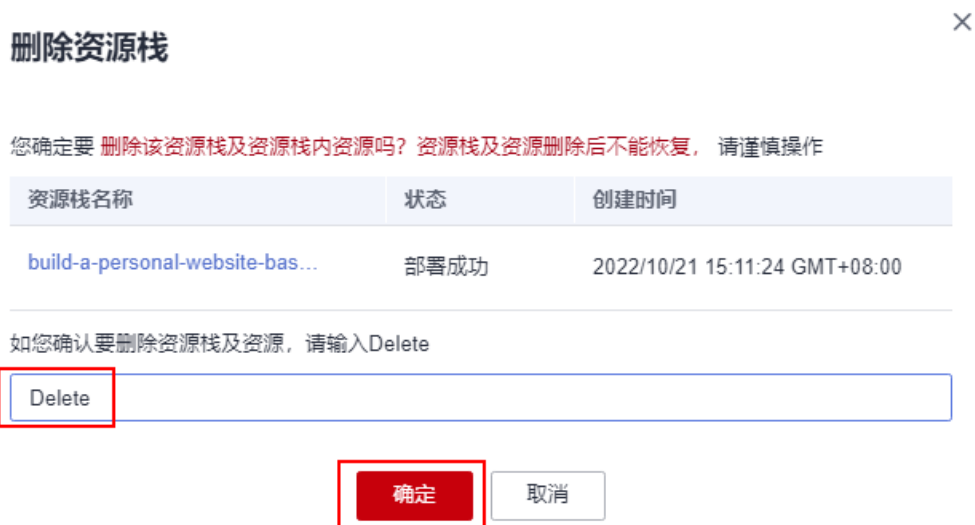 删除资源栈
您确定要 删除该资源栈及资源栈内资源吗？资源栈及资源删除后不能恢复， 请谨慎操作
资源栈名称 状态 创建时间
build-a-personal-website-bas... 部署成功 2022/10/21 15:11:24 GMT+08:00
如您确认要删除资源栈及资源，请输入Delete
Delete
确定 取消